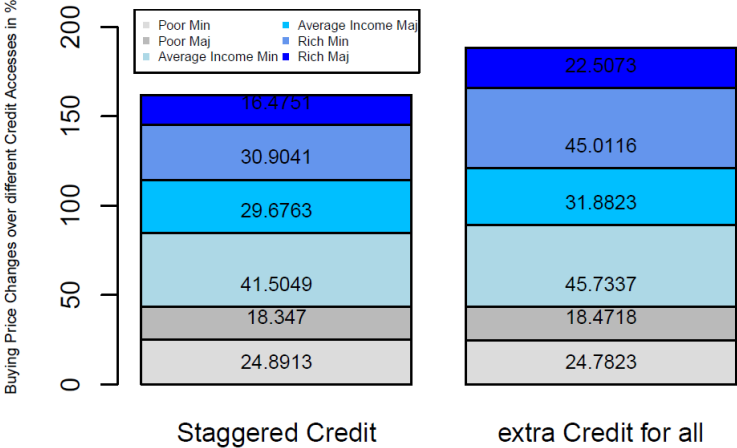 Buying Price Changes over different Credit Accesses in %
200
150
100
50
0
Poor Min
Poor Maj
Average Income Min
Average Income Maj
Rich Min
Rich Maj
16.4751
30.9041
29.6763
41.5049
18.347
24.8913
22.5073
45.0116
31.8823
45.7337
18.4718
24.7823
Staggered Credit
extra Credit for all